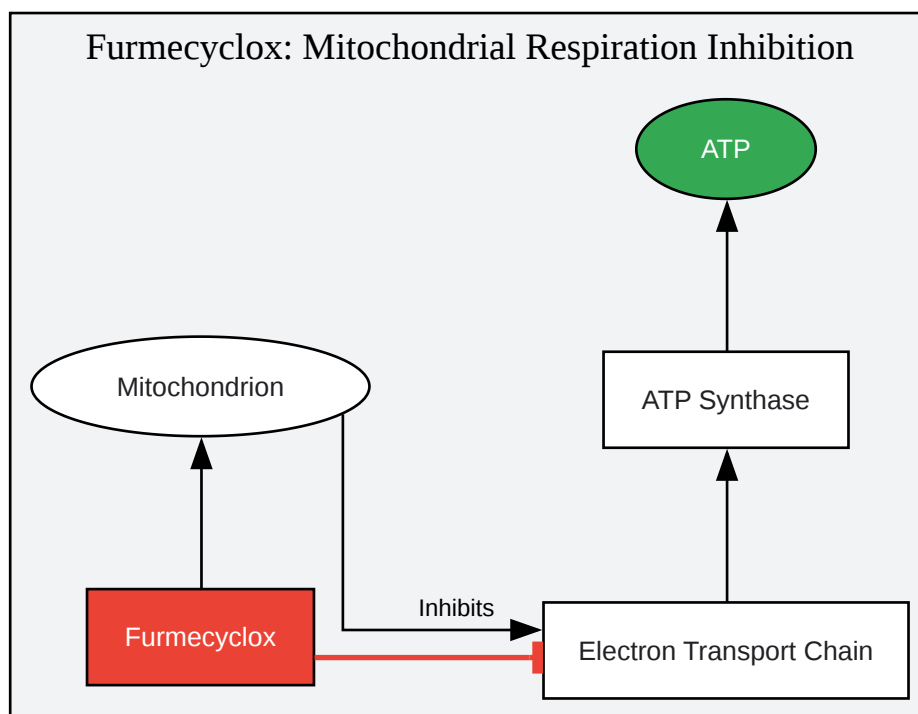 Furmecyclox: Mitochondrial Respiration Inhibition
ATP
Mitochondrion
ATP Synthase
Inhibits
Furmecyclox
Electron Transport Chain